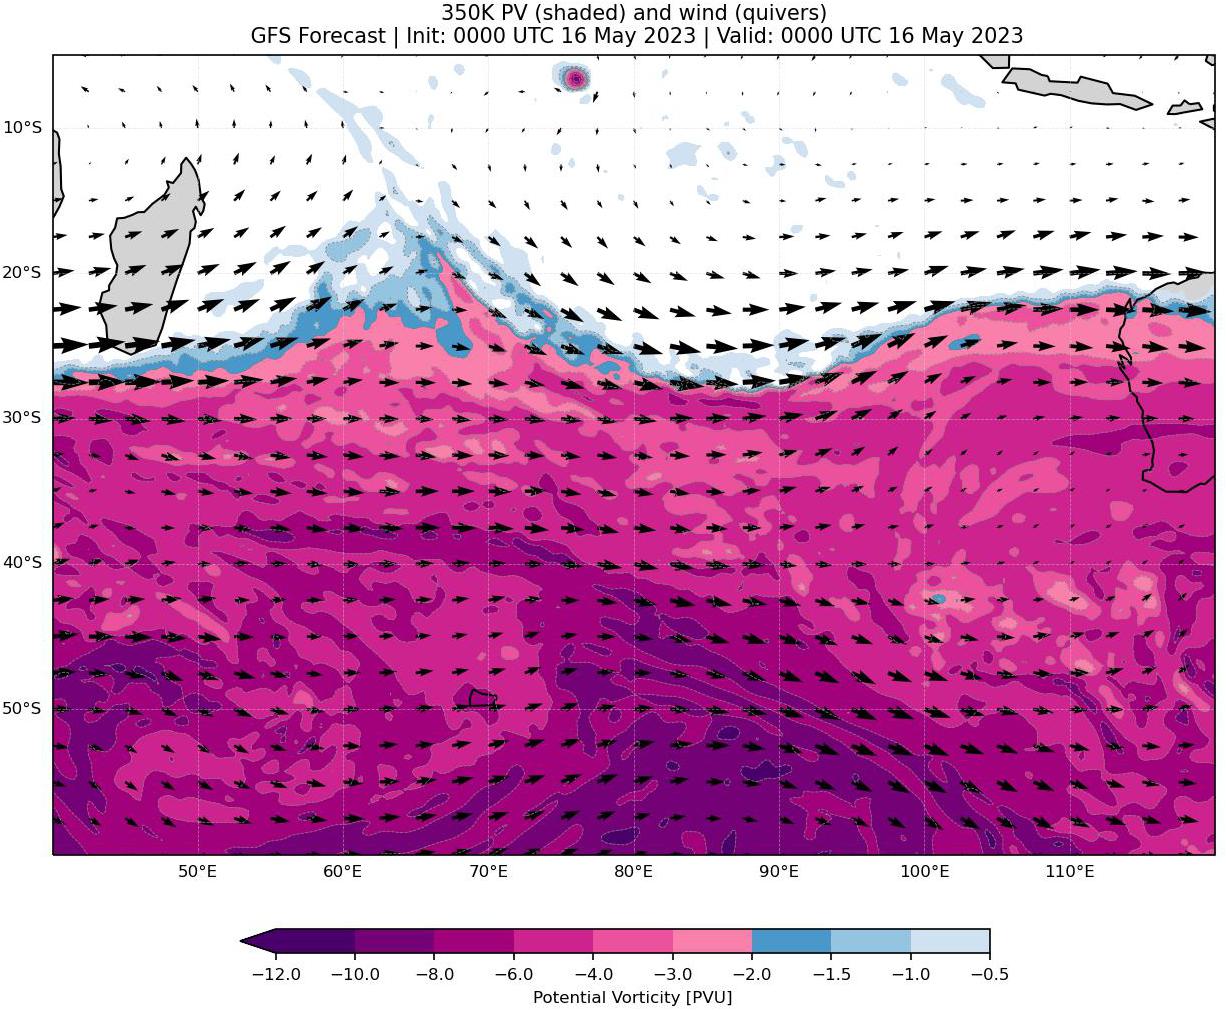 350K PV (shaded) and wind (quivers)
GFS Forecast | Init: 0000 UTC 16 May 2023 | Valid: 0000 UTC 16 May 2023
10°S
20°S
30°S
40°S
50°S
50°E 60°E 70°E 80°E 90°E 100°E 110°E
−12.0 −10.0 −8.0 −6.0 −4.0 −3.0 −2.0 −1.5 −1.0 −0.5
Potential Vorticity [PVU]